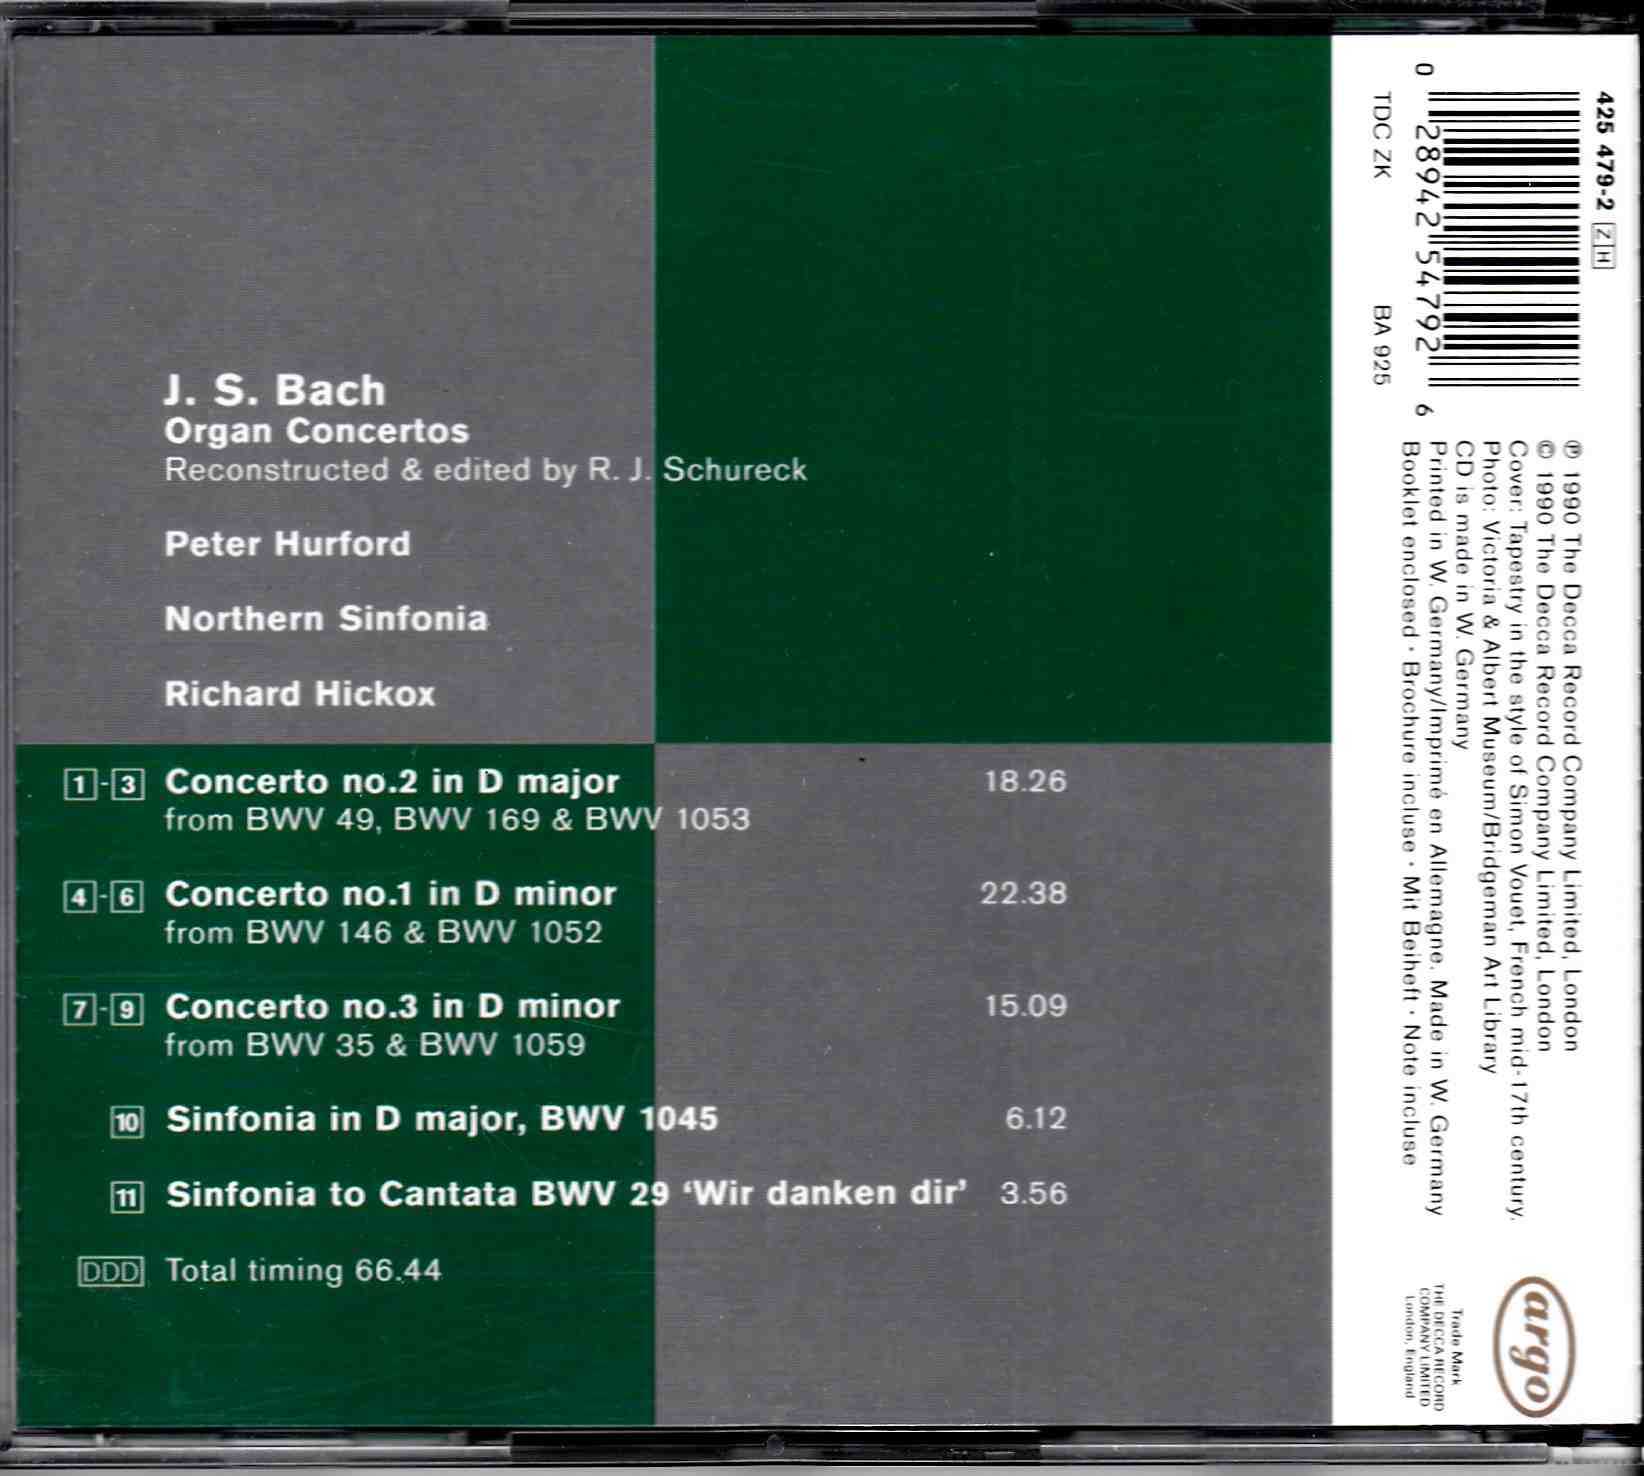 J. S. Bach
Organ Concertos
Reconstructed & edited by R. J. Schureck
Peter Hurford
Northern Sinfonia
Richard Hickox
1-3 Concerto no.2 in D major 18.26
from BWV 49, BWV 169 & BWV 1053
4-6 Concerto no.1 in D minor 22.38
from BWV 146 & BWV 1052
7-9 Concerto no.3 in D minor 15.09
from BWV 35 & BWV 1059
10 Sinfonia in D major, BWV 1045 6.12
11 Sinfonia to Cantata BWV 29 ‘Wir danken dir’ 3.56
DDD Total timing 66.44
425 479-2 ZH
0 28942 54792 6
TDC ZK BA 925
℗ 1990 The Decca Record Company Limited, London
© 1990 The Decca Record Company Limited, London
Cover: Tapestry in the style of Simon Vouet, French mid-17th century.
Photo: Victoria & Albert Museum/Bridgeman Art Library
CD is made in W. Germany
Printed in W. Germany/Imprimé en Allemagne. Made in W. Germany
Booklet enclosed · Brochure incluse · Mit Beiheft · Note incluse
argo
Trade Mark
THE DECCA RECORD
COMPANY LIMITED
London, England